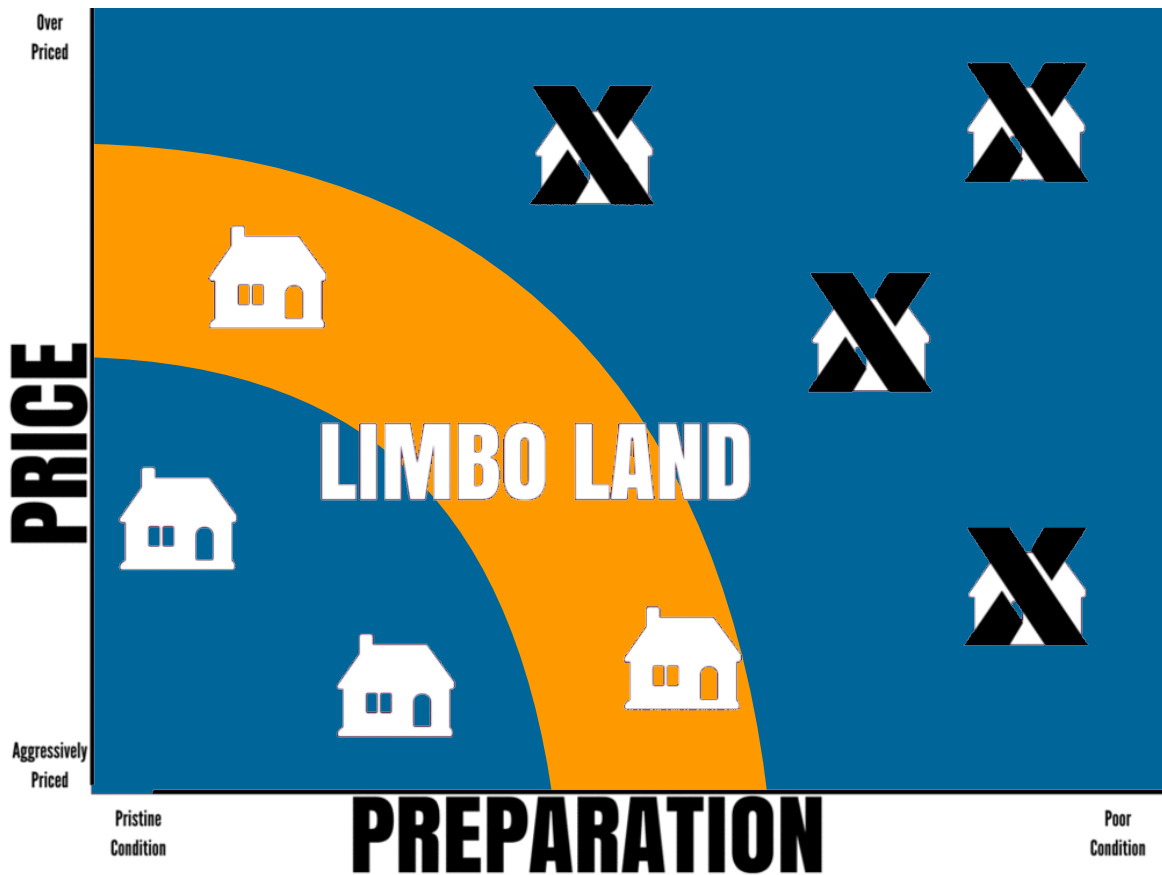 Over
Priced
PRICE
LIMBO LAND
Aggressively
Priced
Pristine
Condition
PREPARATION
Poor
Condition